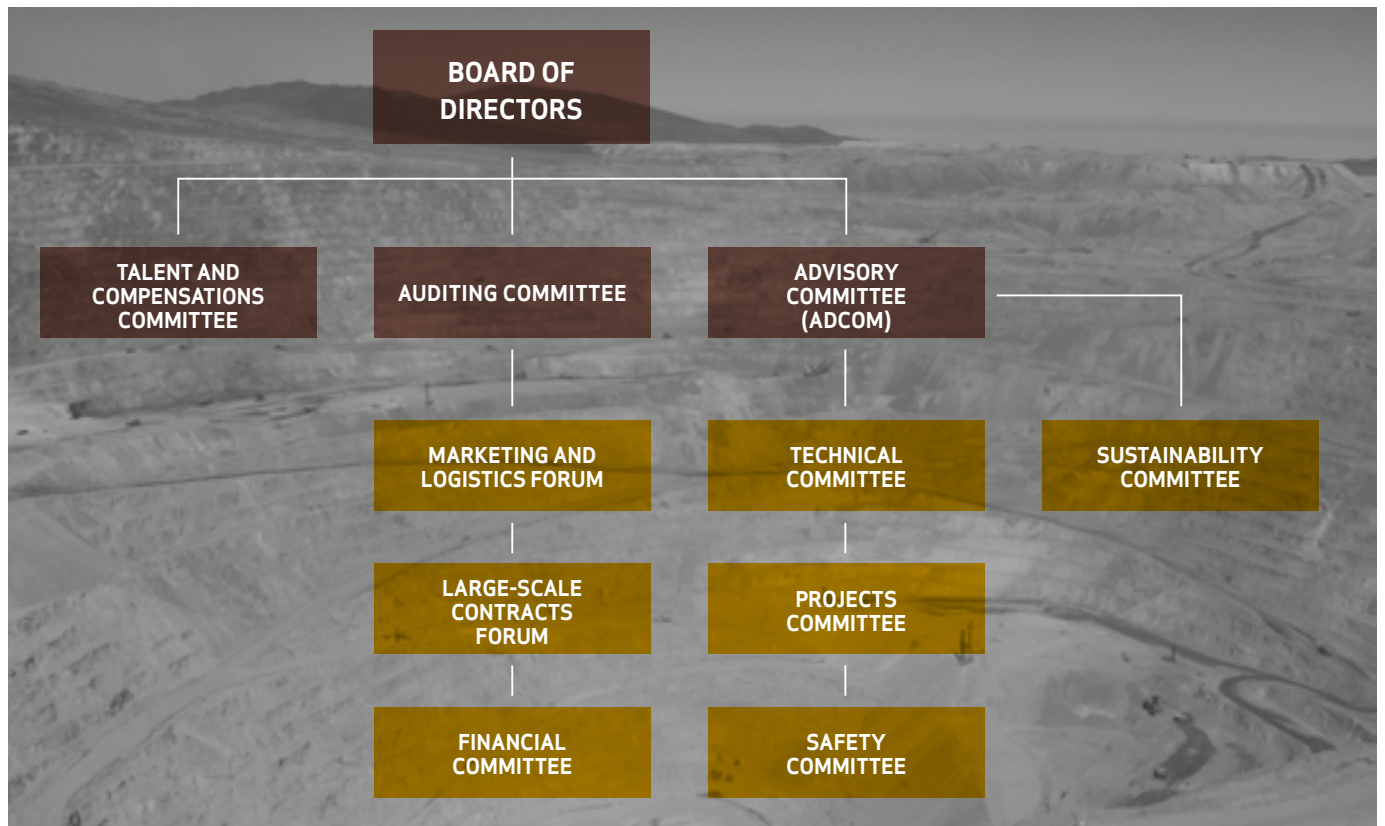 BOARD OF
DIRECTORS
TALENT AND
COMPENSATIONS
COMMITTEE
AUDITING COMMITTEE
ADVISORY
COMMITTEE
(ADCOM)
MARKETING AND
LOGISTICS FORUM
TECHNICAL
COMMITTEE
SUSTAINABILITY
COMMITTEE
LARGE-SCALE
CONTRACTS
FORUM
PROJECTS
COMMITTEE
FINANCIAL
COMMITTEE
SAFETY
COMMITTEE